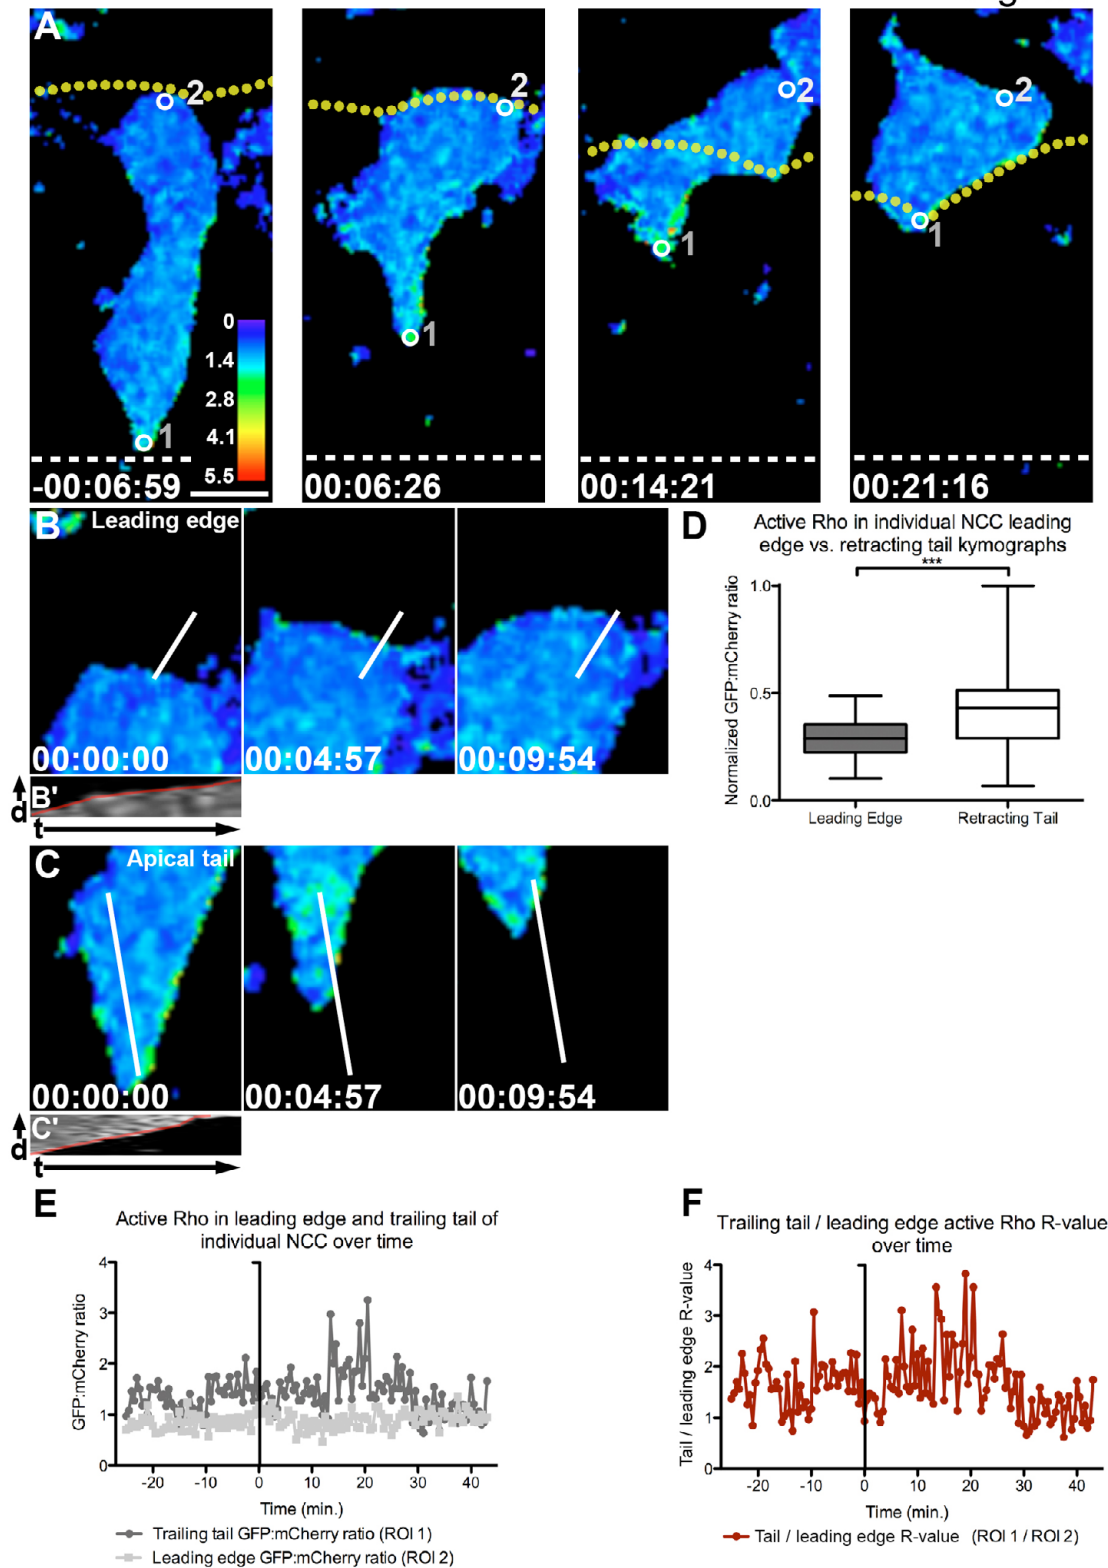 g
A
2
1
0
1.4
2.8
4.1
5.5
-00:06:59
2
1
00:06:26
2
1
00:14:21
2
1
00:21:16
B
Leading edge
00:00:00
00:04:57
00:09:54
B'
d
t
C
Apical tail
00:00:00
00:04:57
00:09:54
C'
d
t
D
Active Rho in individual NCC leading
edge vs. retracting tail kymographs
***
Normalized GFP:mCherry ratio
1.0
0.5
0.0
Leading Edge
Retracting Tail
E
Active Rho in leading edge and trailing tail of
individual NCC over time
GFP:mCherry ratio
4
3
2
1
0
-20 -10 0 10 20 30 40
Time (min.)
Trailing tail GFP:mCherry ratio (ROI 1)
Leading edge GFP:mCherry ratio (ROI 2)
F
Trailing tail / leading edge active Rho R-value
over time
Tail / leading edge R-value
4
3
2
1
0
-20 -10 0 10 20 30 40
Time (min.)
Tail / leading edge R-value (ROI 1 / ROI 2)